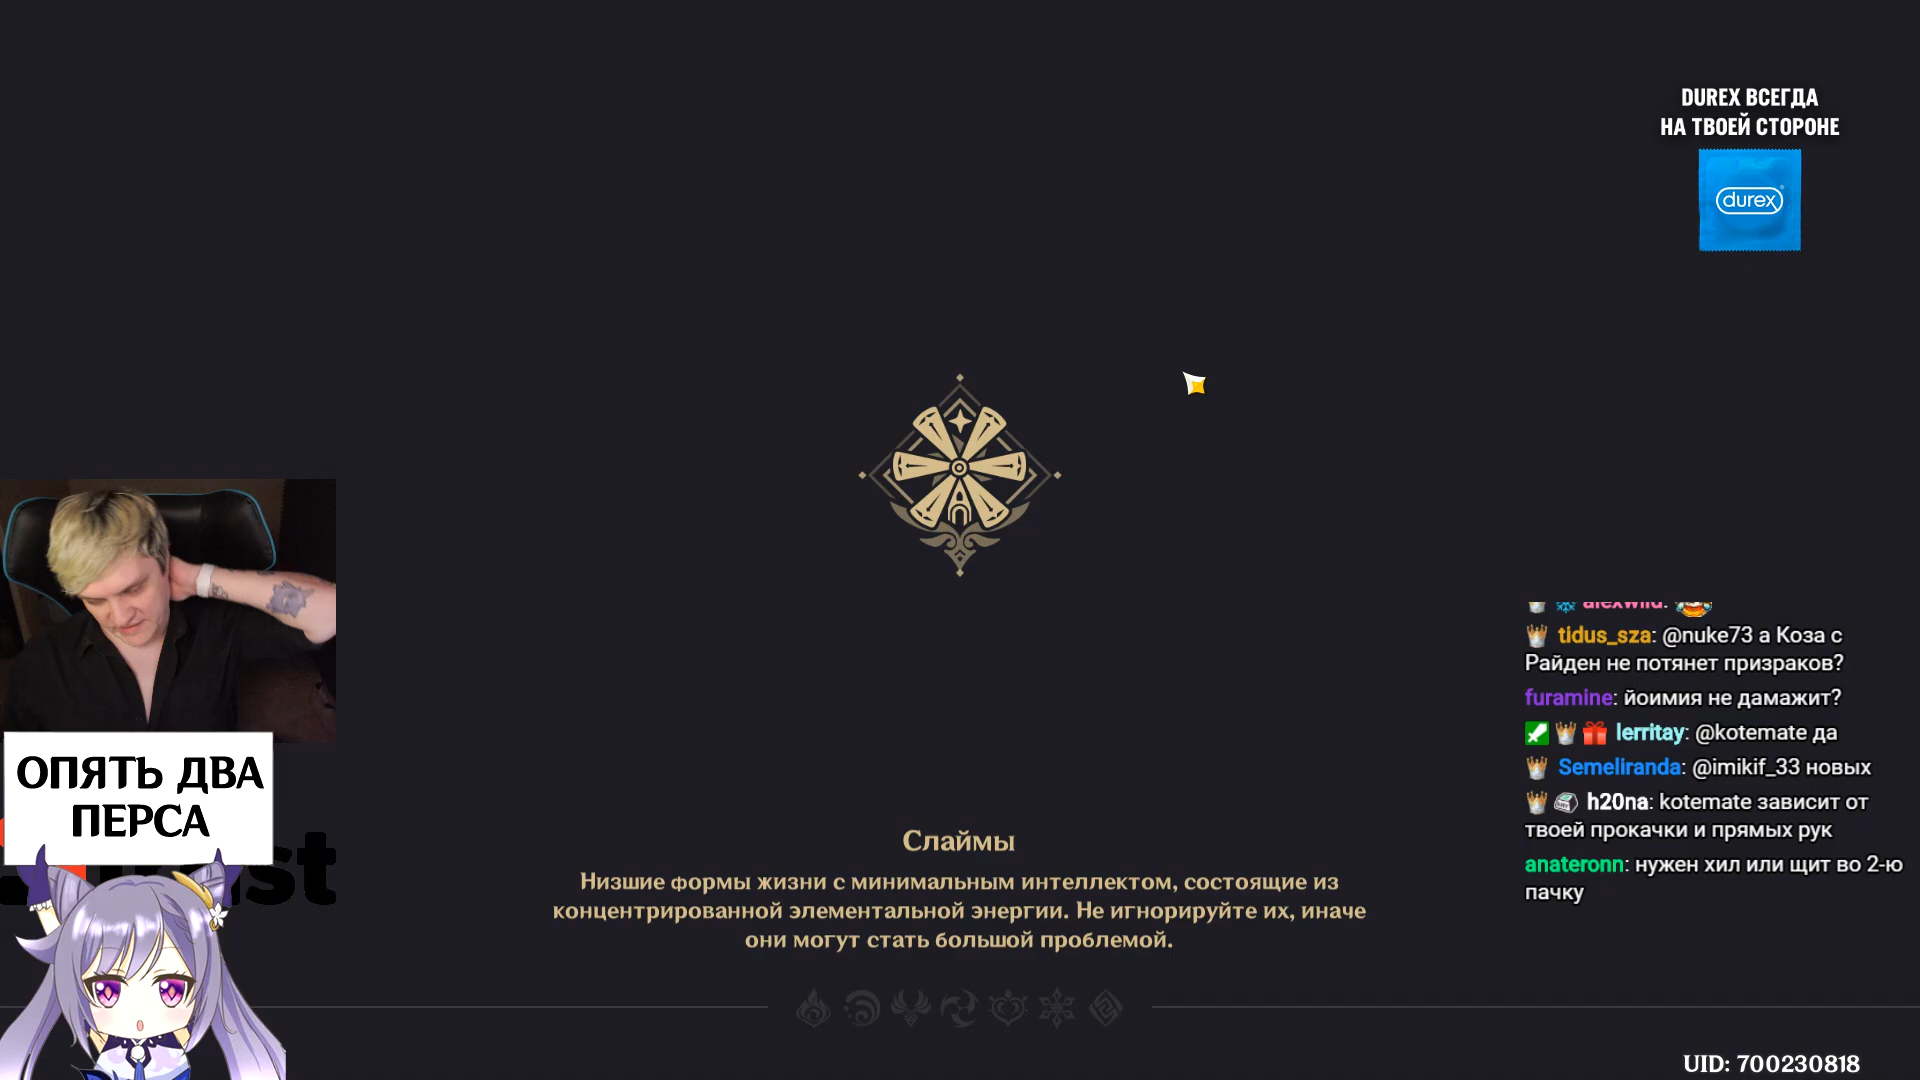 DUREX ВСЕГДА
НА ТВОЕЙ СТОРОНЕ
durex
alexwild:
tidus_sza: @nuke73 а Коза с
Райден не потянет призраков?
furamine: йоимия не дамажит?
lerritay: @kotemate да
Semeliranda: @imikif_33 новых
h20na: kotemate зависит от
твоей прокачки и прямых рук
anateronn: нужен хил или щит во 2-ю
пачку
ОПЯТЬ ДВА
ПЕРСА
st
Слаймы
Низшие формы жизни с минимальным интеллектом, состоящие из
концентрированной элементальной энергии. Не игнорируйте их, иначе
они могут стать большой проблемой.
UID: 700230818